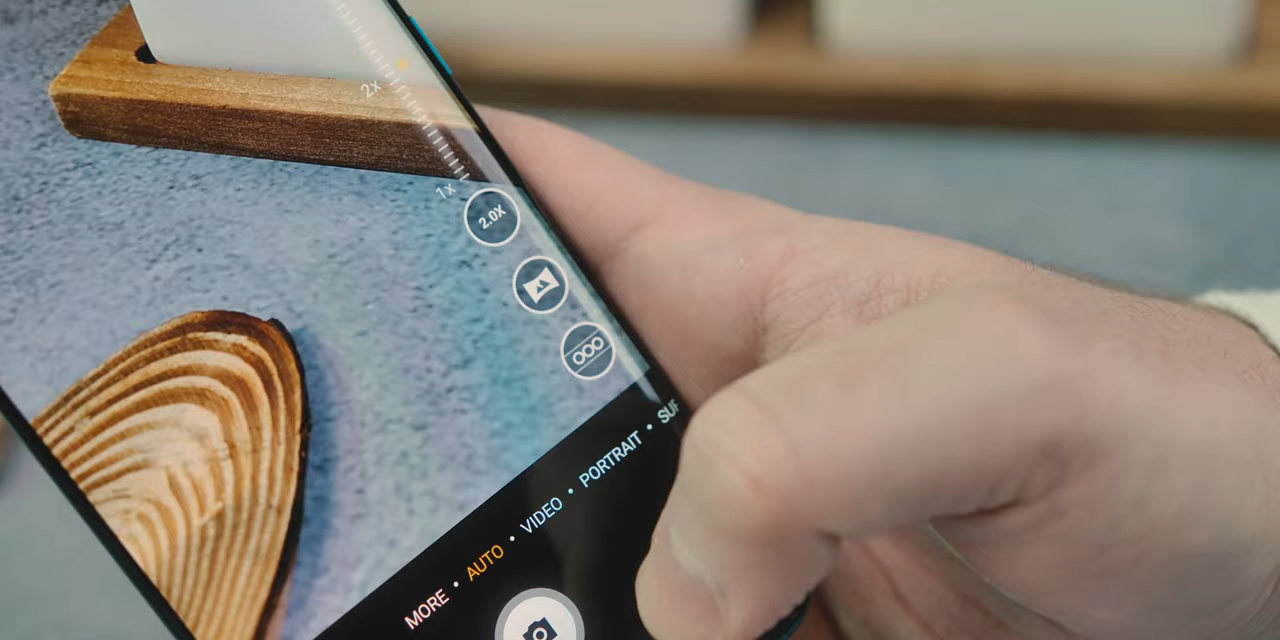 2x
1x
2.0X
MORE • AUTO • VIDEO • PORTRAIT •